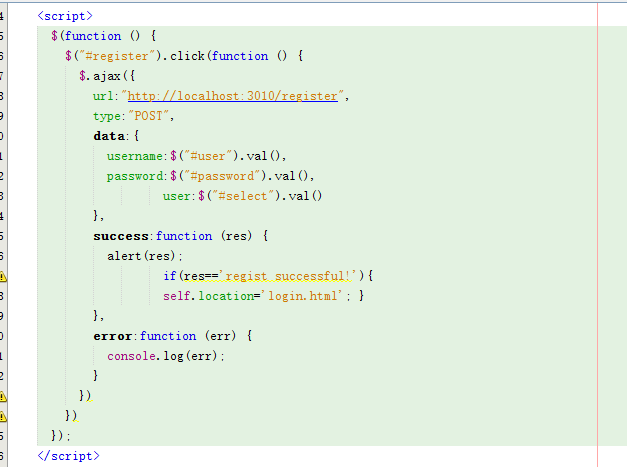 <script>
$(function () {
$("#register").click(function () {
$.ajax({
url:"http://localhost:3010/register",
type:"POST",
data:{
username:$("#user").val(),
password:$("#password").val(),
user:$("#select").val()
},
success:function (res) {
alert(res);
if(res=='regist successful!'){
self.location='login.html'; }
},
error:function (err) {
console.log(err);
}
})
})
});
</script>